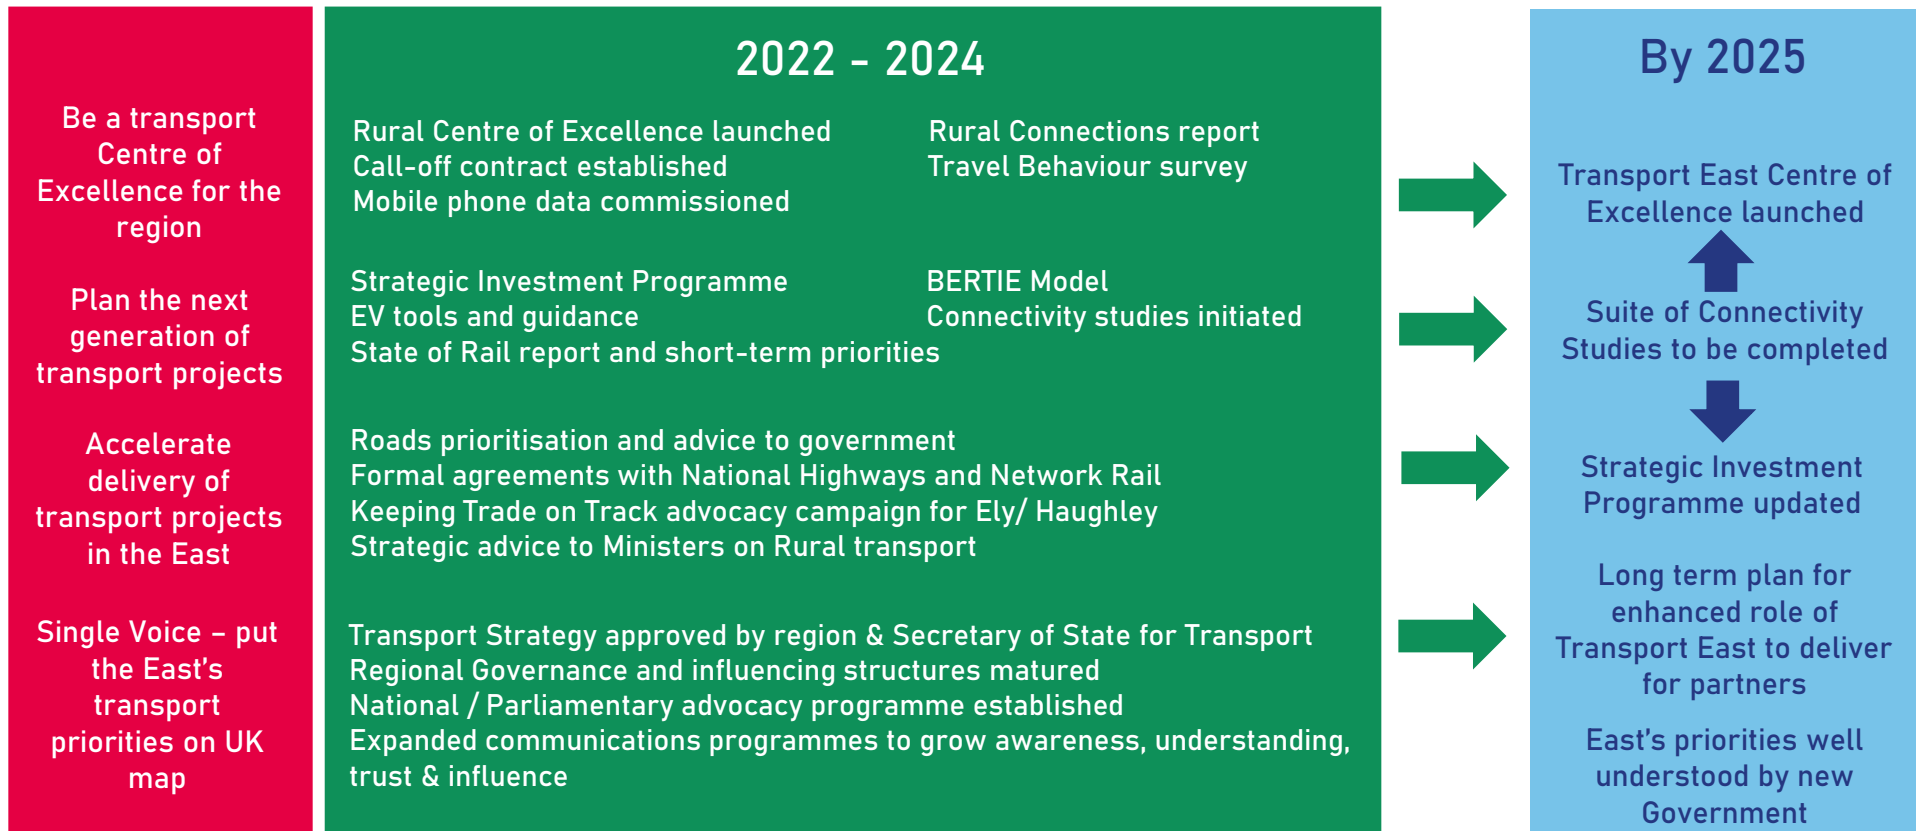 2022 - 2024
By 2025
Be a transport
Centre of
Excellence for the
region
Rural Centre of Excellence launched
Call-off contract established
Mobile phone data commissioned
Rural Connections report
Travel Behaviour survey
Transport East Centre of
Excellence launched
Plan the next
generation of
transport projects
Strategic Investment Programme
EV tools and guidance
State of Rail report and short-term priorities
BERTIE Model
Connectivity studies initiated
Suite of Connectivity
Studies to be completed
Accelerate
delivery of
transport projects
in the East
Roads prioritisation and advice to government
Formal agreements with National Highways and Network Rail
Keeping Trade on Track advocacy campaign for Ely/ Haughley
Strategic advice to Ministers on Rural transport
Strategic Investment
Programme updated
Single Voice – put
the East's
transport
priorities on UK
map
Transport Strategy approved by region & Secretary of State for Transport
Regional Governance and influencing structures matured
National / Parliamentary advocacy programme established
Expanded communications programmes to grow awareness, understanding,
trust & influence
Long term plan for
enhanced role of
Transport East to deliver
for partners
East's priorities well
understood by new
Government